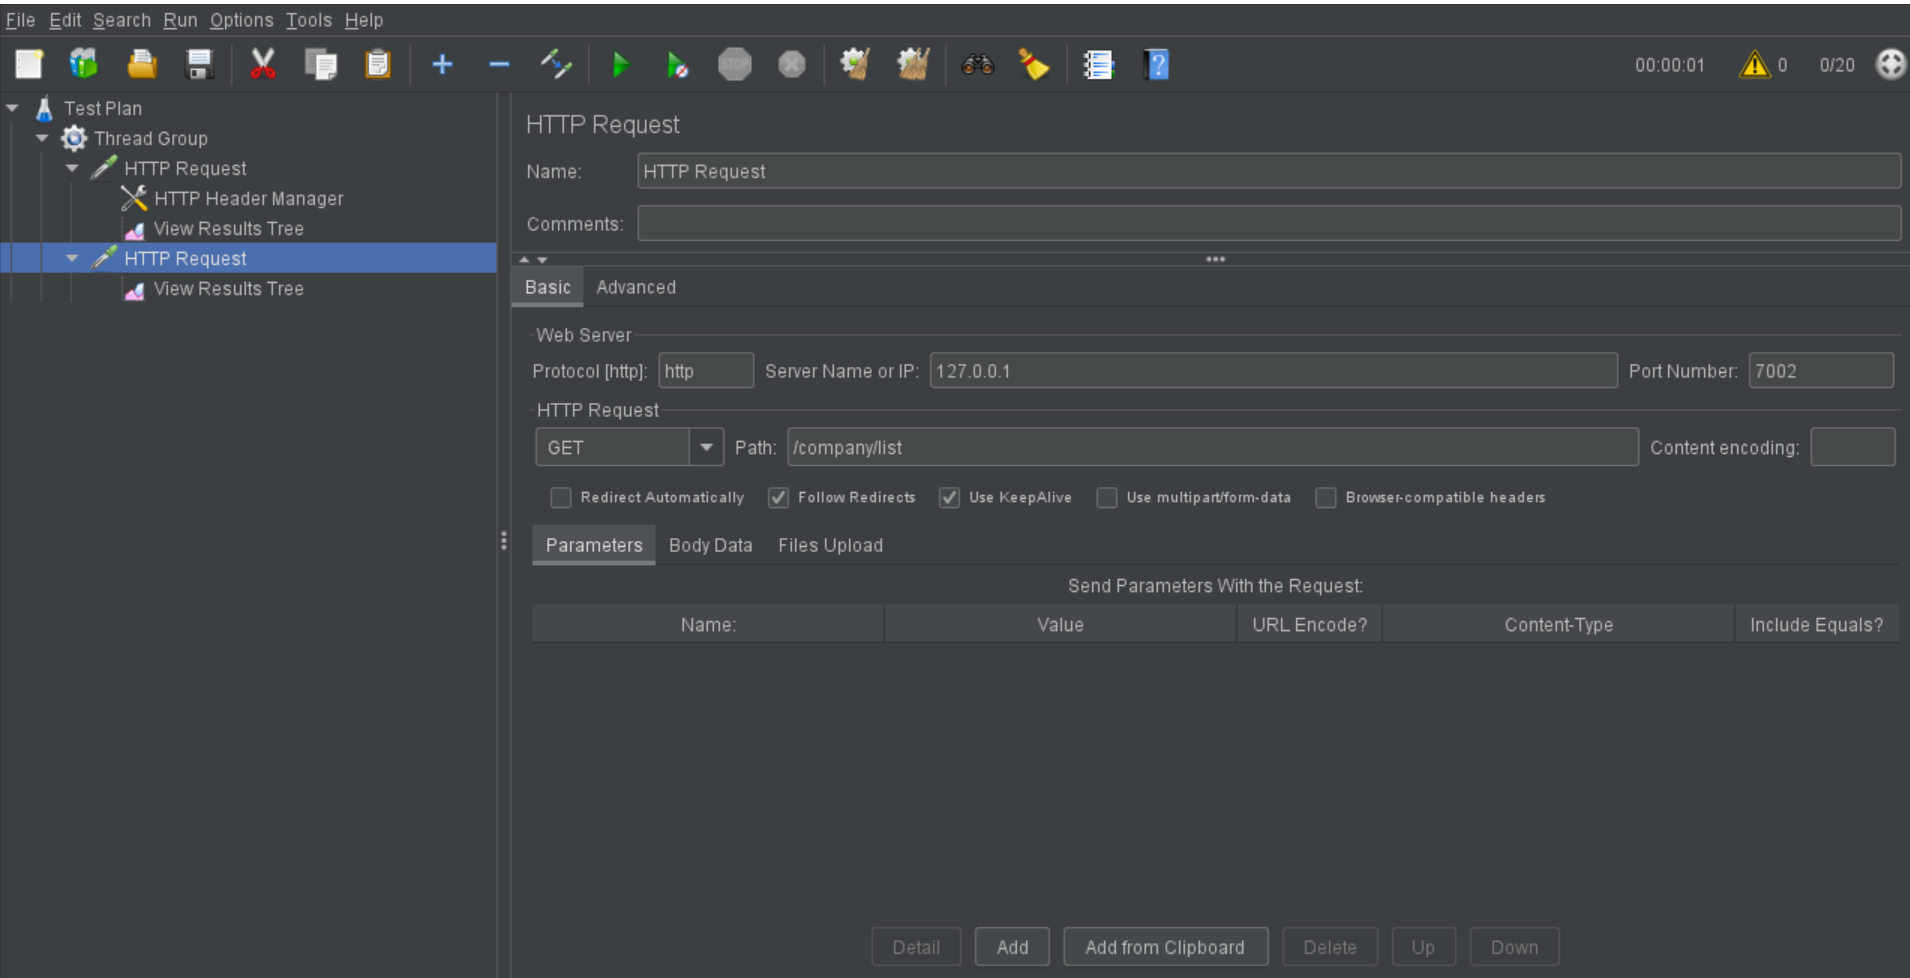 File Edit Search Run Options Tools Help
STOP
00:00:01 0 0/20
Test Plan
Thread Group
HTTP Request
HTTP Header Manager
View Results Tree
HTTP Request
View Results Tree
HTTP Request
Name: HTTP Request
Comments:
Basic Advanced
Web Server
Protocol [http]: http Server Name or IP: 127.0.0.1 Port Number: 7002
HTTP Request
GET Path: /company/list Content encoding:
Redirect Automatically Follow Redirects Use KeepAlive Use multipart/form-data Browser-compatible headers
Parameters Body Data Files Upload
Send Parameters With the Request:
Name: Value URL Encode? Content-Type Include Equals?
Detail Add Add from Clipboard Delete Up Down